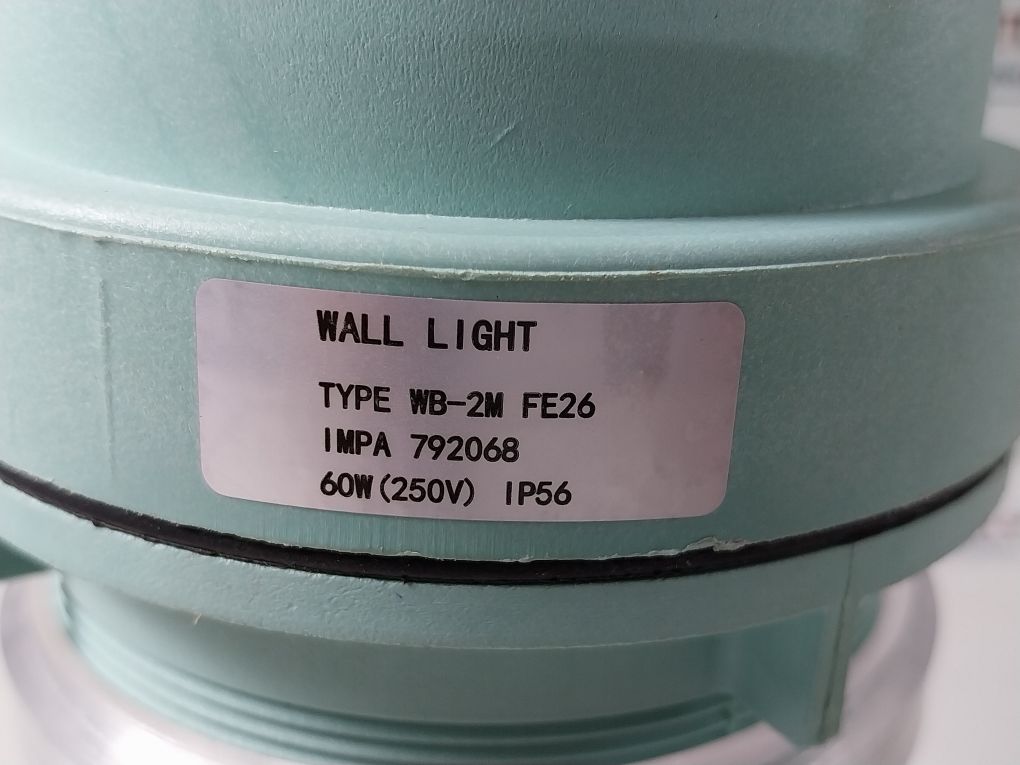 WALL LIGHT
TYPE WB-2M FE26
IMPA 792068
60W(250V) IP56